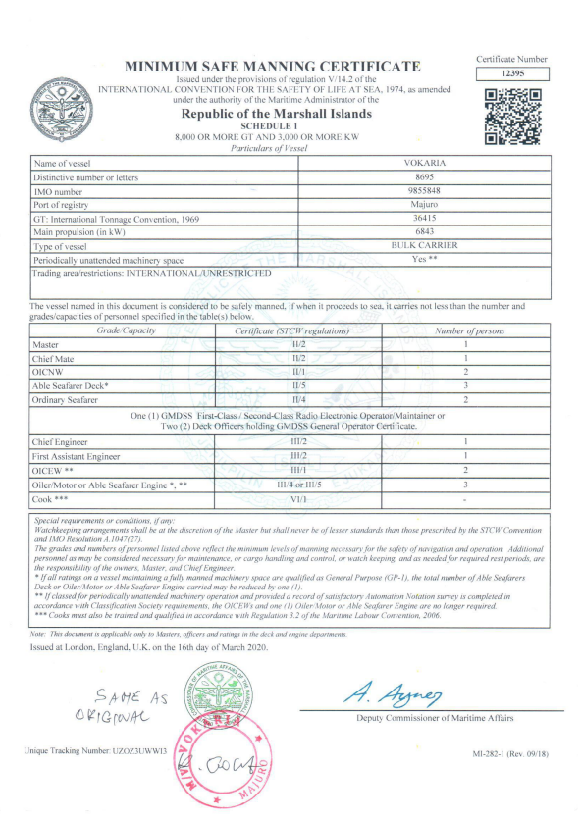 Certificate Number
12395
MINIMUM SAFE MANNING CERTIFICATE
Issued under the provisions of regulation V/14.2 of the
INTERNATIONAL CONVENTION FOR THE SAFETY OF LIFE AT SEA, 1974, as amended
under the authority of the Maritime Administrator of the
Republic of the Marshall Islands
SCHEDULE I
8,000 OR MORE GT AND 3,000 OR MORE KW
Particulars of Vessel
Name of vessel VOKARIA
Distinctive number or letters 8695
IMO number 9855848
Port of registry Majuro
GT: International Tonnage Convention, 1969 36415
Main propulsion (in kW) 6843
Type of vessel BULK CARRIER
Periodically unattended machinery space Yes **
Trading area/restrictions: INTERNATIONAL/UNRESTRICTED
The vessel named in this document is considered to be safely manned, if when it proceeds to sea, it carries not less than the number and
grades/capacities of personnel specified in the table(s) below.
Grade/Capacity Certificate (STCW regulations) Number of persons
Master II/2 1
Chief Mate II/2 1
OICNW II/1 2
Able Seafarer Deck* II/5 3
Ordinary Seafarer II/4 2
One (1) GMDSS First-Class / Second-Class Radio Electronic Operator/Maintainer or
Two (2) Deck Officers holding GMDSS General Operator Certificate.
Chief Engineer III/2 1
First Assistant Engineer III/2 1
OICEW ** III/1 2
Oiler/Motor or Able Seafarer Engine *, ** III/4 or III/5 3
Cook *** VI/1 -
Special requirements or conditions, if any:
Watchkeeping arrangements shall be at the discretion of the Master but shall never be of lesser standards than those prescribed by the STCW Convention
and IMO Resolution A.1047(27).
The grades and numbers of personnel listed above reflect the minimum levels of manning necessary for the safety of navigation and operation. Additional
personnel as may be considered necessary for maintenance, or cargo handling and control, or watch keeping and as needed for required rest periods, are
the responsibility of the owners, Master, and Chief Engineer.
* If all ratings on a vessel maintaining a fully manned machinery space are qualified as General Purpose (GP-1), the total number of Able Seafarers
Deck or Oiler/Motor or Able Seafarer Engine carried may be reduced by one (1).
** If classed for periodically unattended machinery operation and provided a record of satisfactory Automation Notation survey is completed in
accordance with Classification Society requirements, the OICEWs and one (1) Oiler/Motor or Able Seafarer Engine are no longer required.
*** Cooks must also be trained and qualified in accordance with Regulation 3.2 of the Maritime Labour Convention, 2006.
Note: This document is applicable only to Masters, officers and ratings in the deck and engine departments.
Issued at London, England, U.K. on the 16th day of March 2020.
SAME AS
ORIGINAL
MARITIME AFFAIRS
M/V VOKARIA
MAJURO
Deputy Commissioner of Maritime Affairs
Unique Tracking Number: UZOZ3UWW13
MI-282-1 (Rev. 09/18)